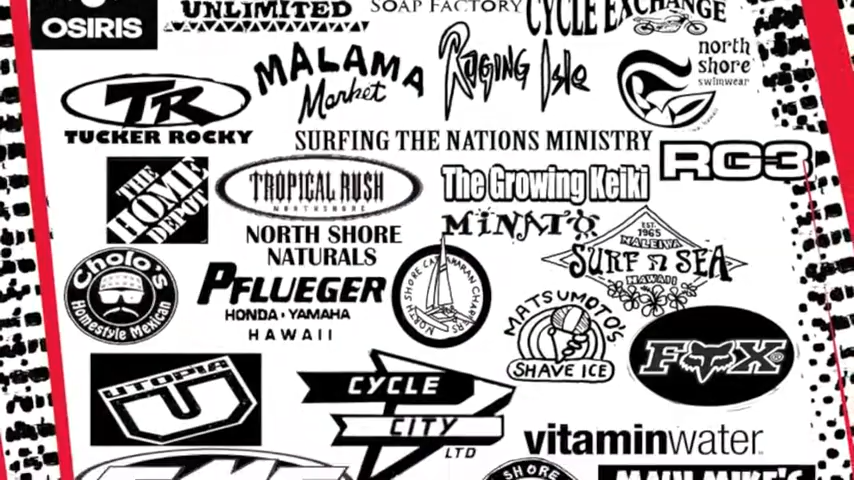 OSIRIS
UNLIMITED
SOAP FACTORY
CYCLE EXCHANGE
TR
TUCKER ROCKY
MALAMA
Market
Raging Isle
north
shore
swimwear
SURFING THE NATIONS MINISTRY
RG3
THE
HOME
DEPOT
TROPICAL RUSH
NORTHSHORE
The Growing Keiki
MiNATO
NORTH SHORE
NATURALS
EST.
1965
HALEIWA
SURF N SEA
HAWAII
Cholo's
Homestyle Mexican
PFLUEGER
HONDA · YAMAHA
HAWAII
NORTH SHORE CATAMARAN CHARTERS
MATSUMOTO'S
SHAVE ICE
FOX
UTOPIA
U
CYCLE
CITY
LTD
vitaminwater
SHORE